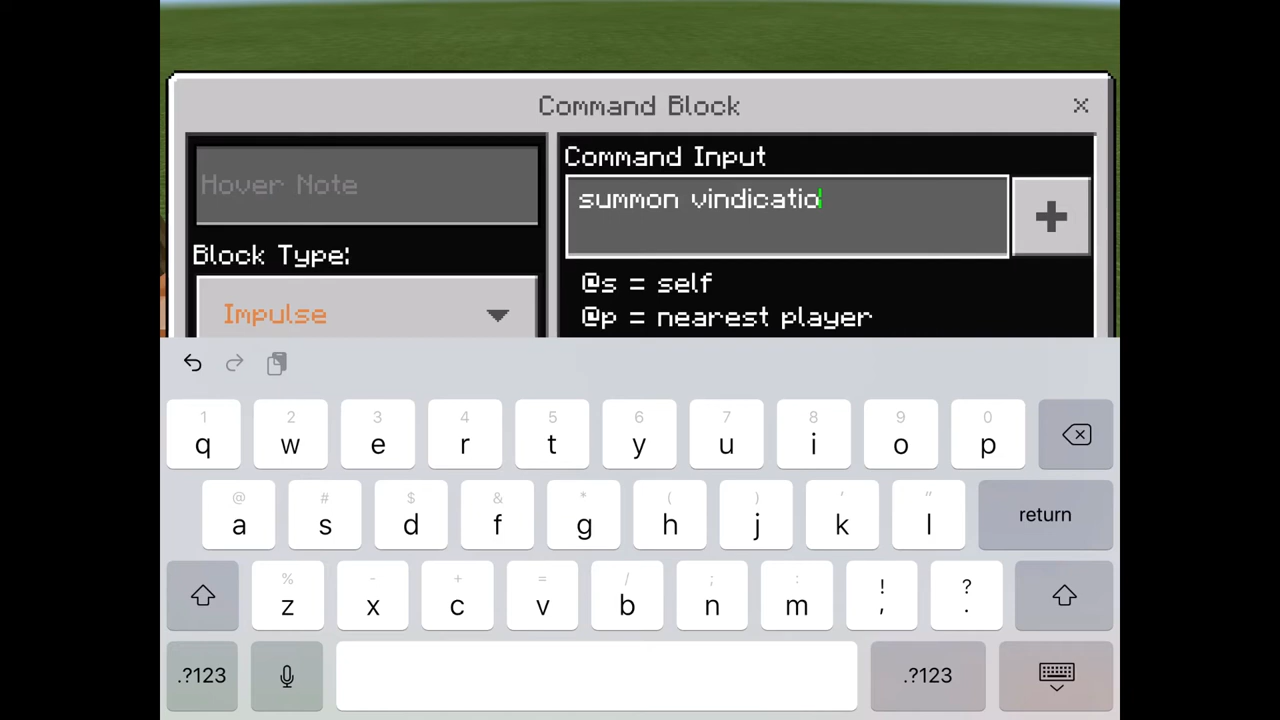 Command Block
Hover Note
Block Type:
Impulse
Command Input
summon vindicatio
@s = self
@p = nearest player
1 2 3 4 5 6 7 8 9 0
q w e r t y u i o p
@ # $ & * ( ) ' "
a s d f g h j k l return
% - + = / ; : ! ?
z x c v b n m , .
.?123 .?123